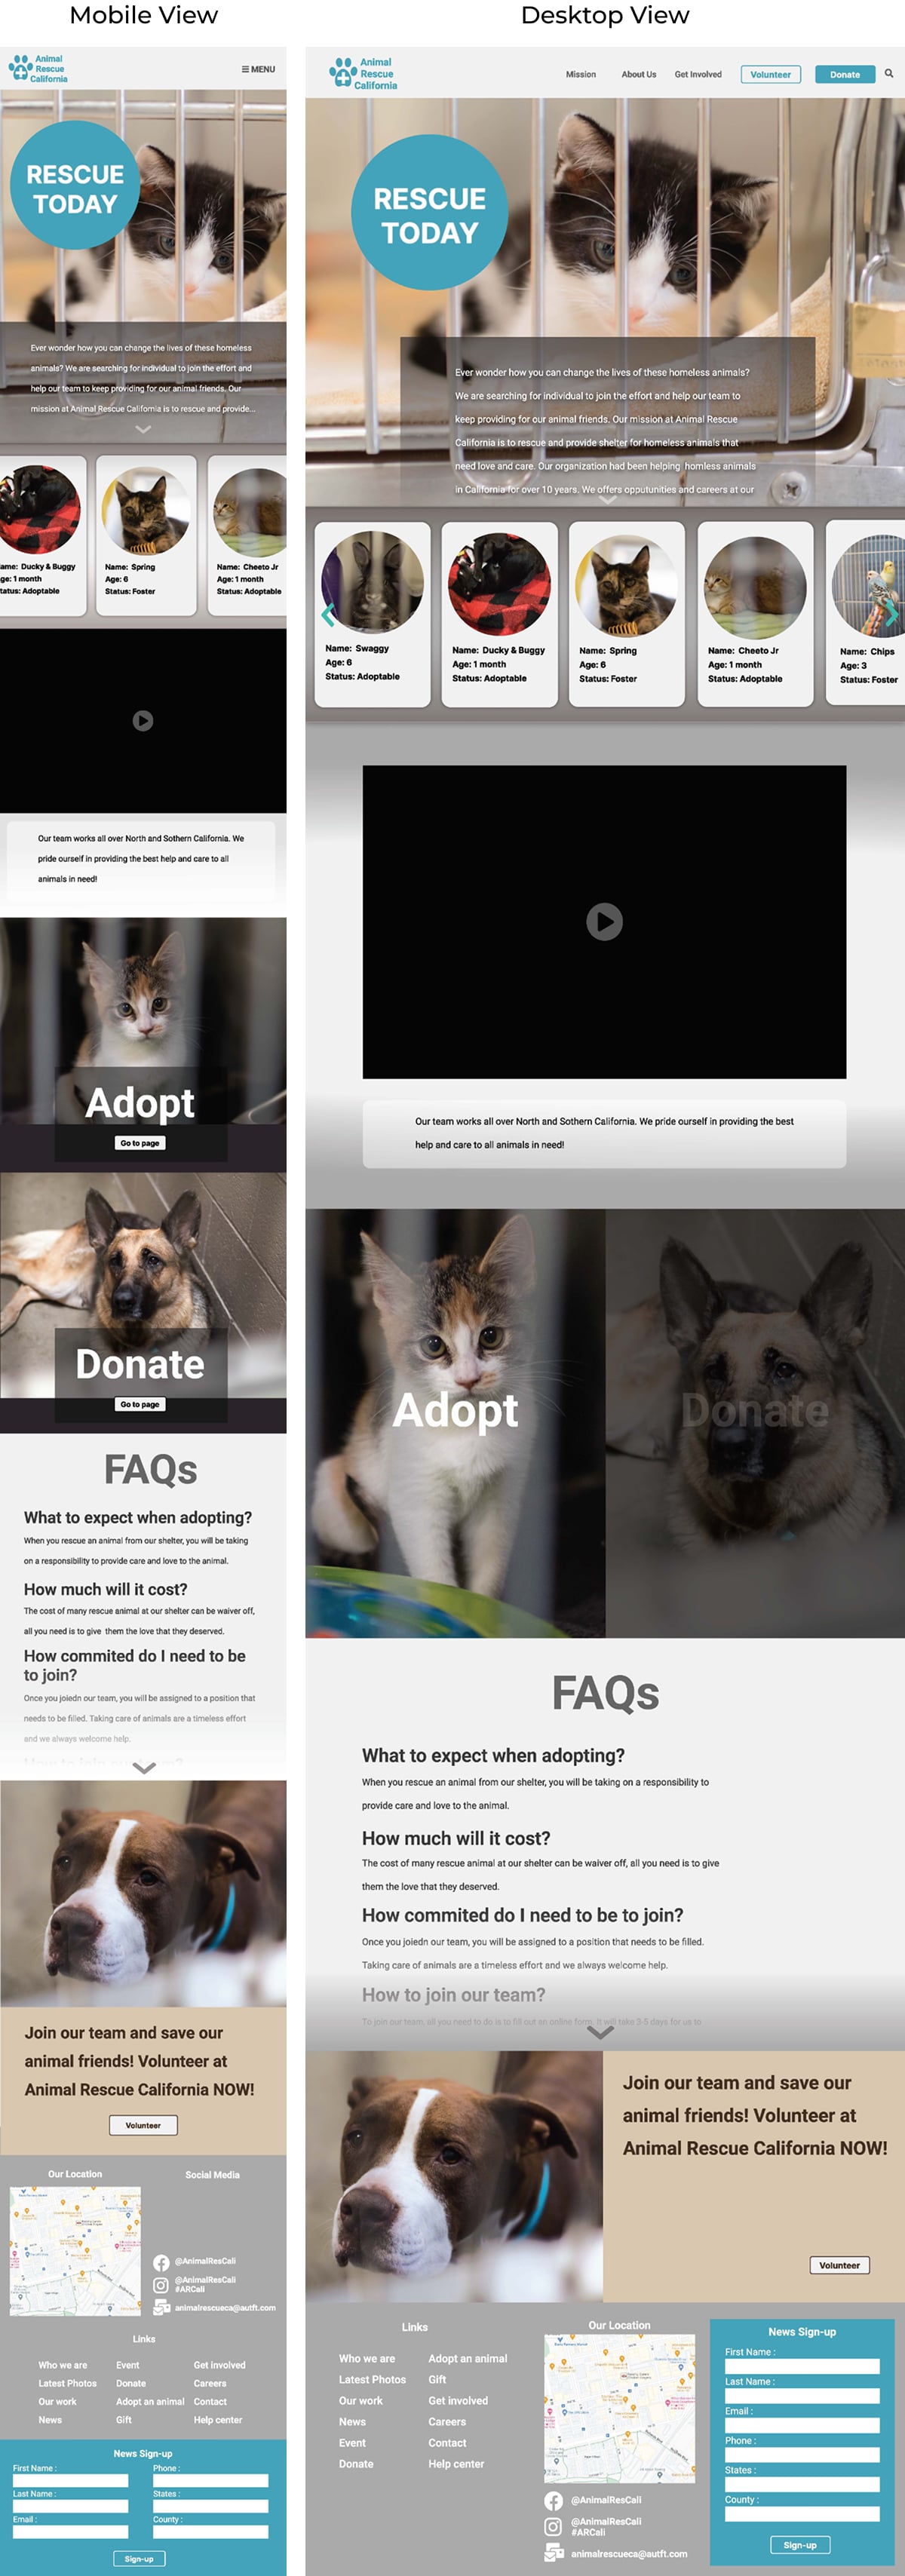 Mobile View
Animal
Rescue
California
MENU
RESCUE
TODAY
Ever wonder how you can change the lives of these homeless
animals? We are searching for individual to join the effort and
help our team to keep providing for our animal friends. Our
mission at Animal Rescue California is to rescue and provide...
ame: Ducky & Buggy
ge: 1 month
tatus: Adoptable
Name: Spring
Age: 6
Status: Foster
Name: Cheeto Jr
Age: 1 month
Status: Adoptable
Our team works all over North and Sothern California. We
pride ourself in providing the best help and care to all
animals in need!
Adopt
Go to page
Donate
Go to page
FAQs
What to expect when adopting?
When you rescue an animal from our shelter, you will be taking
on a responsibility to provide care and love to the animal.
How much will it cost?
The cost of many rescue animal at our shelter can be waiver off,
all you need is to give them the love that they deserved.
How commited do I need to be
to join?
Once you joiedn our team, you will be assigned to a position that
needs to be filled. Taking care of animals are a timeless effort
and we always welcome help.
How to join our team?
Join our team and save our
animal friends! Volunteer at
Animal Rescue California NOW!
Volunteer
Our Location
Social Media
@AnimalResCali
@AnimalResCali
#ARCali
animalrescueca@autft.com
Links
Who we are
Event
Get involved
Latest Photos
Donate
Careers
Our work
Adopt an animal
Contact
News
Gift
Help center
News Sign-up
First Name :
Phone :
Last Name :
States :
Email :
County :
Sign-up
Desktop View
Animal
Rescue
California
Mission
About Us
Get Involved
Volunteer
Donate
RESCUE
TODAY
Ever wonder how you can change the lives of these homeless animals?
We are searching for individual to join the effort and help our team to
keep providing for our animal friends. Our mission at Animal Rescue
California is to rescue and provide shelter for homeless animals that
need love and care. Our organization had been helping homless animals
in California for over 10 years. We offers opputunities and careers at our
Name: Swaggy
Age: 6
Status: Adoptable
Name: Ducky & Buggy
Age: 1 month
Status: Adoptable
Name: Spring
Age: 6
Status: Foster
Name: Cheeto Jr
Age: 1 month
Status: Adoptable
Name: Chips
Age: 3
Status: Foster
Our team works all over North and Sothern California. We pride ourself in providing the best
help and care to all animals in need!
Adopt
Donate
FAQs
What to expect when adopting?
When you rescue an animal from our shelter, you will be taking on a responsibility to
provide care and love to the animal.
How much will it cost?
The cost of many rescue animal at our shelter can be waiver off, all you need is to give
them the love that they deserved.
How commited do I need to be to join?
Once you joiedn our team, you will be assigned to a position that needs to be filled.
Taking care of animals are a timeless effort and we always welcome help.
How to join our team?
To join our team, all you need to do is to fill out an online form. It will take 3-5 days for us to
Join our team and save our
animal friends! Volunteer at
Animal Rescue California NOW!
Volunteer
Links
Who we are
Adopt an animal
Latest Photos
Gift
Our work
Get involved
News
Careers
Event
Contact
Donate
Help center
Our Location
@AnimalResCali
@AnimalResCali
#ARCali
animalrescueca@autft.com
News Sign-up
First Name :
Last Name :
Email :
Phone :
States :
County :
Sign-up